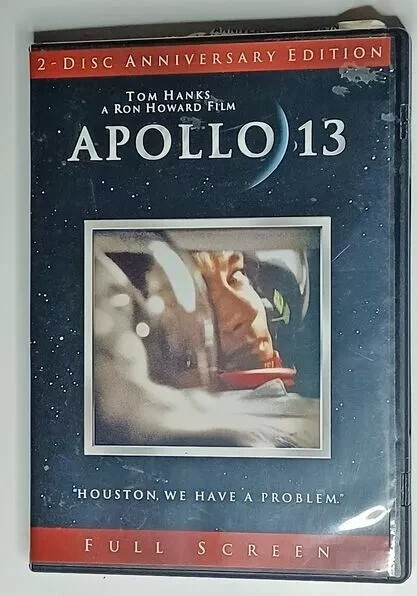 2-DISC ANNIVERSARY EDITION
TOM HANKS
A RON HOWARD FILM
APOLLO 13
"HOUSTON, WE HAVE A PROBLEM."
FULL SCREEN